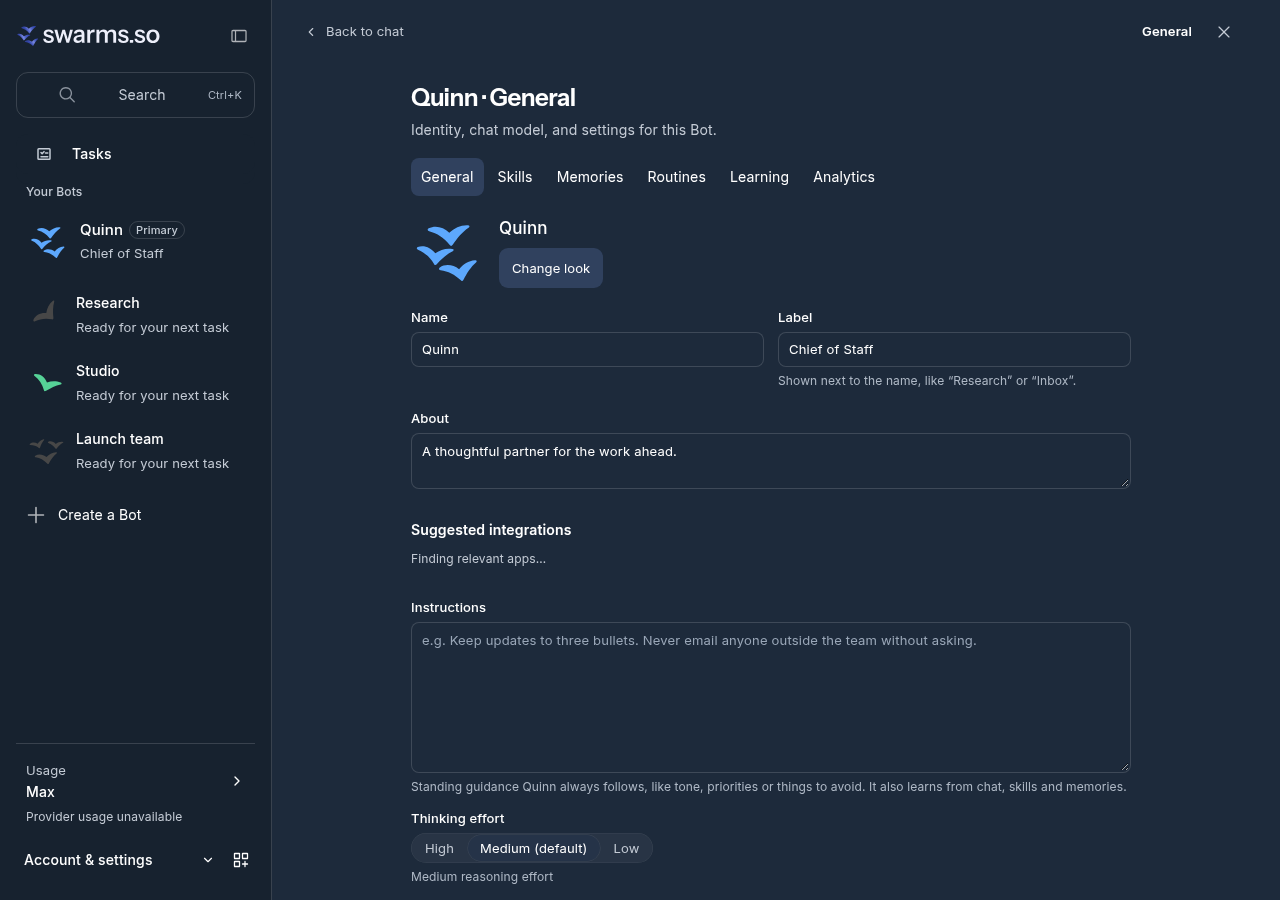 swarms.so
Search Ctrl+K
Tasks
Your Bots
Quinn Primary
Chief of Staff
Research
Ready for your next task
Studio
Ready for your next task
Launch team
Ready for your next task
Create a Bot
Usage
Max
Provider usage unavailable
Account & settings
Back to chat
General
Quinn · General
Identity, chat model, and settings for this Bot.
General Skills Memories Routines Learning Analytics
Quinn
Change look
Name
Quinn
Label
Chief of Staff
Shown next to the name, like “Research” or “Inbox”.
About
A thoughtful partner for the work ahead.
Suggested integrations
Finding relevant apps…
Instructions
e.g. Keep updates to three bullets. Never email anyone outside the team without asking.
Standing guidance Quinn always follows, like tone, priorities or things to avoid. It also learns from chat, skills and memories.
Thinking effort
High Medium (default) Low
Medium reasoning effort